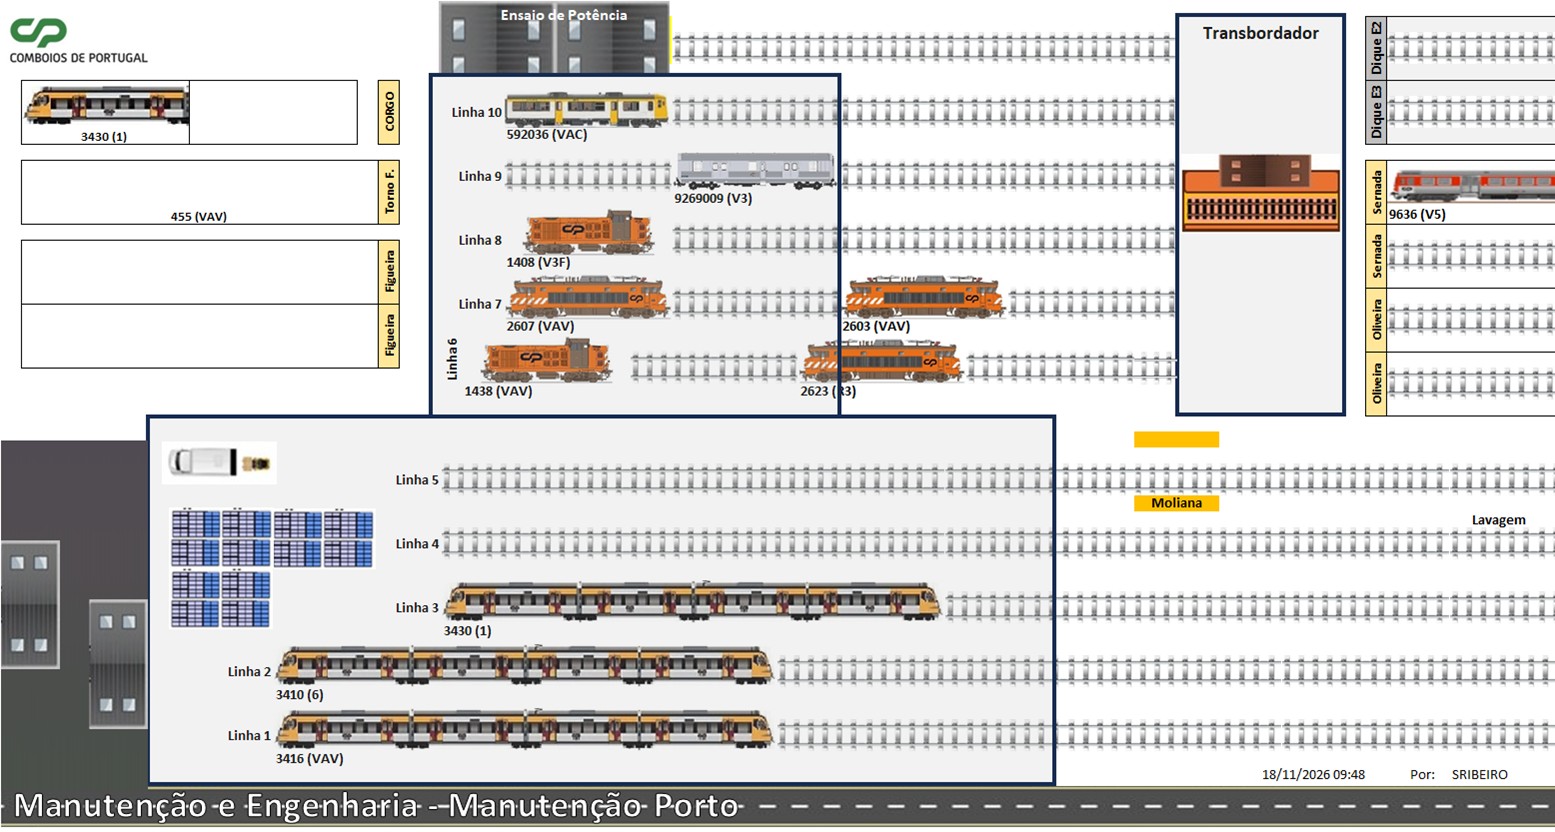 CP
COMBOIOS DE PORTUGAL
Ensaio de Potência
Transbordador
Dique E2
Dique E3
3430 (1)
CORGO
455 (VAV)
Torno F.
Figueira
Figueira
Linha 10
592036 (VAC)
Linha 9
9269009 (V3)
Linha 8
1408 (V3F)
Linha 7
2607 (VAV)
2603 (VAV)
Linha 6
1438 (VAV)
2623 (R3)
Sernada
9636 (V5)
Sernada
Oliveira
Oliveira
Linha 5
Moliana
Lavagem
Linha 4
Linha 3
3430 (1)
Linha 2
3410 (6)
Linha 1
3416 (VAV)
18/11/2026 09:48 Por: SRIBEIRO
Manutenção e Engenharia - Manutenção Porto